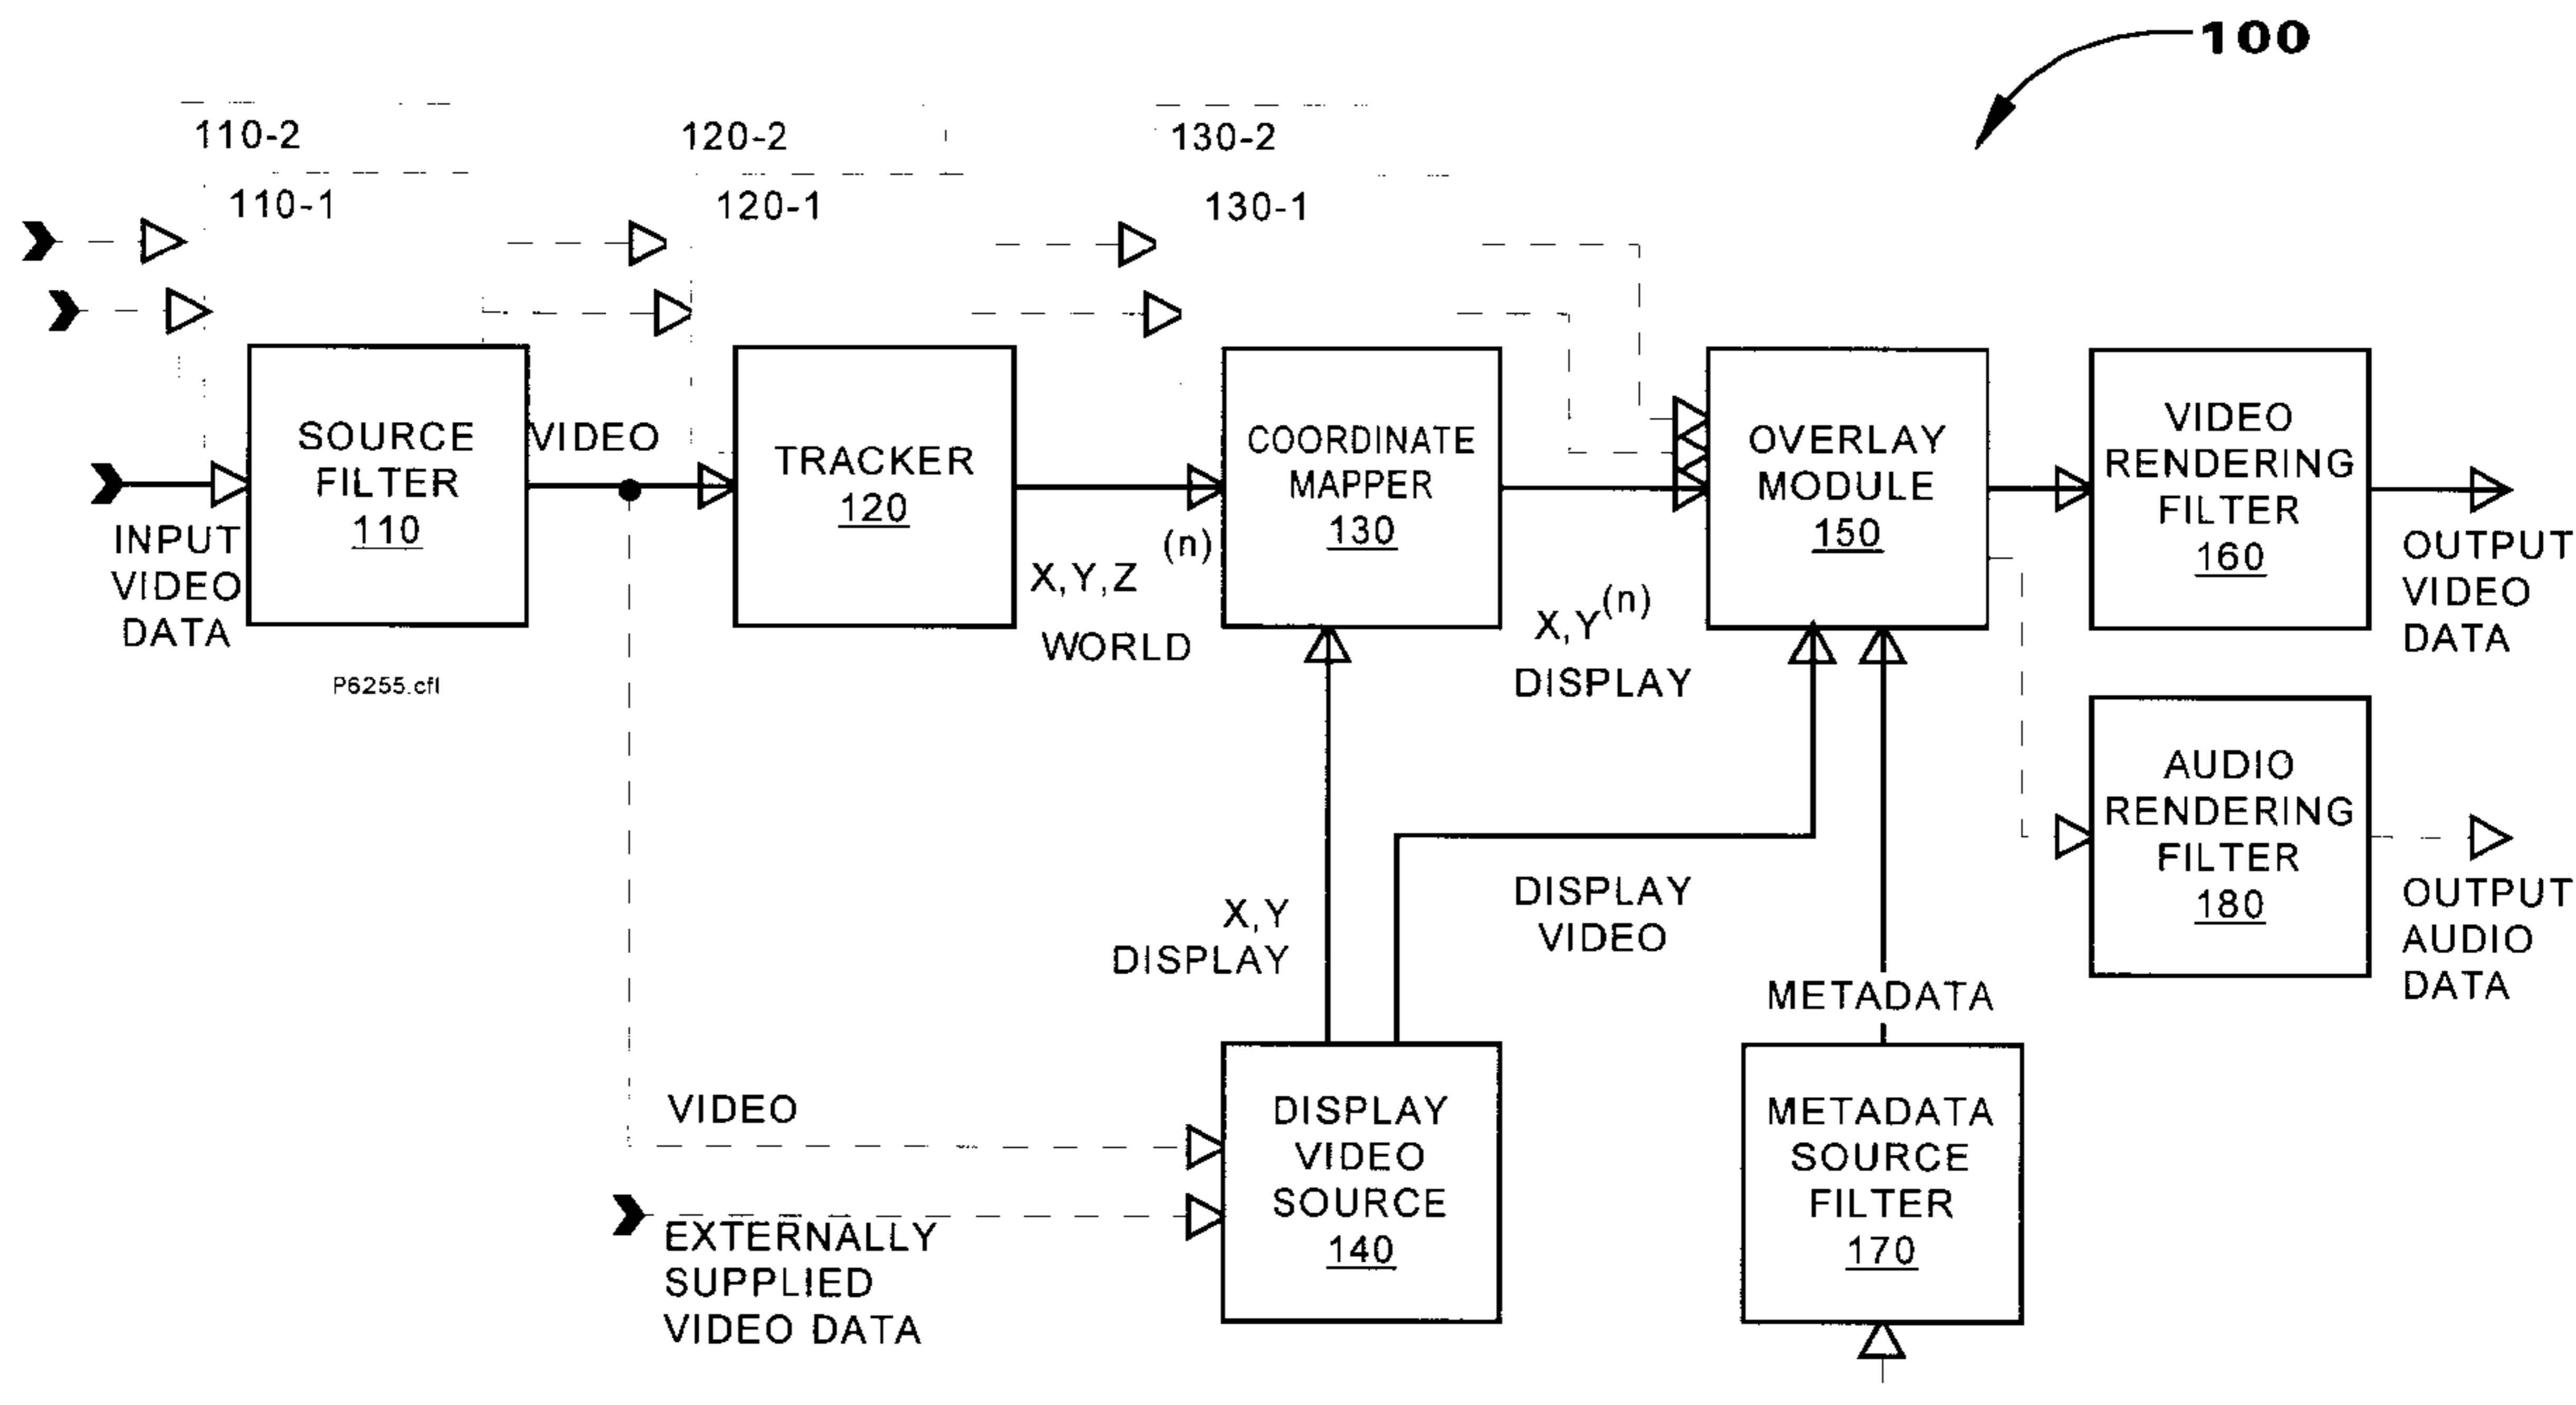 100
110-2
120-2
130-2
110-1
120-1
130-1
SOURCE
FILTER
110
VIDEO
TRACKER
120
COORDINATE
MAPPER
130
OVERLAY
MODULE
150
VIDEO
RENDERING
FILTER
160
INPUT
VIDEO
DATA
(n)
X,Y,Z
WORLD
X,Y(n)
DISPLAY
OUTPUT
VIDEO
DATA
P6255.cfl
AUDIO
RENDERING
FILTER
180
X,Y
DISPLAY
DISPLAY
VIDEO
OUTPUT
AUDIO
DATA
METADATA
VIDEO
DISPLAY
VIDEO
SOURCE
140
METADATA
SOURCE
FILTER
170
EXTERNALLY
SUPPLIED
VIDEO DATA